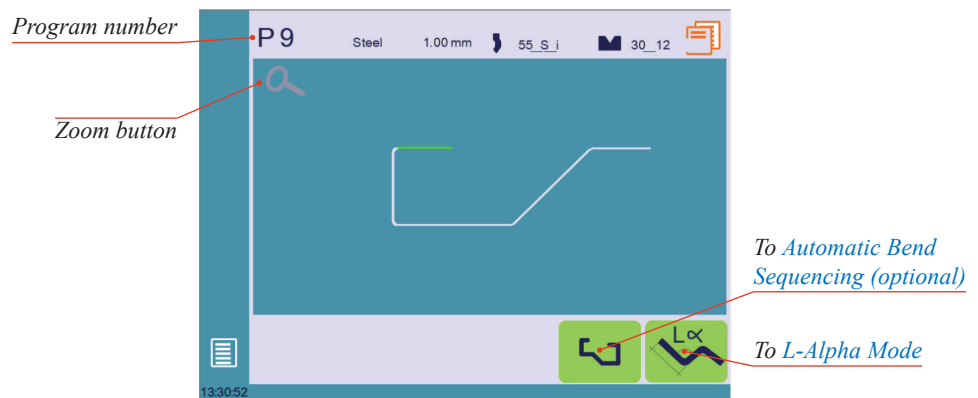 Program number
P 9
Steel
1.00 mm
55_S_i
30__12
Zoom button
To Automatic Bend
Sequencing (optional)
L∝
To L-Alpha Mode
13:30:52